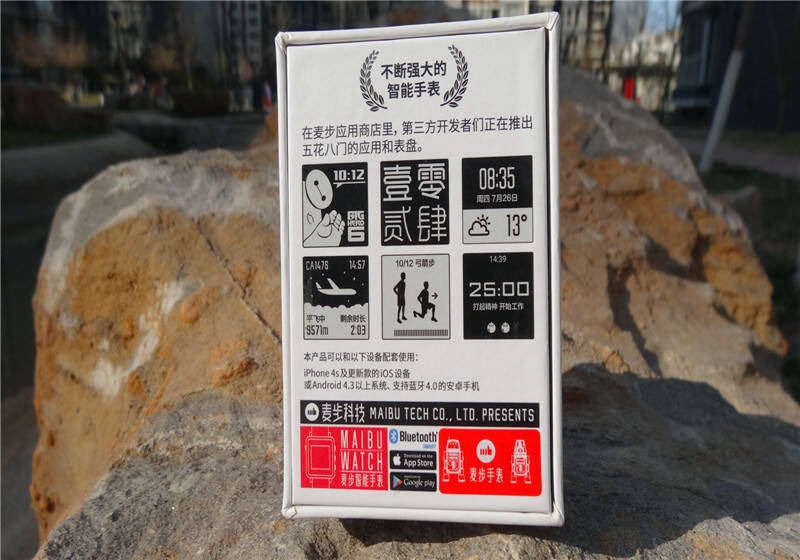 不断强大的
智能手表
在麦步应用商店里，第三方开发者们正在推出
五花八门的应用和表盘。
10:12
BIG
HERO
6
壹零
贰肆
08:35
周四 7月26日
13°
CA1476 14:57
平飞中 剩余时长
9571m 2:03
10/12 弓箭步
14:39
25:00
打起精神 开始工作
本产品可以和以下设备配套使用：
iPhone 4s及更新款的iOS设备
或Android 4.3以上系统、支持蓝牙4.0的安卓手机
麦步科技 MAIBU TECH CO., LTD. PRESENTS
MAIBU
WATCH
麦步智能手表
Bluetooth
SMART
Download on the
App Store
Google play
麦步手表